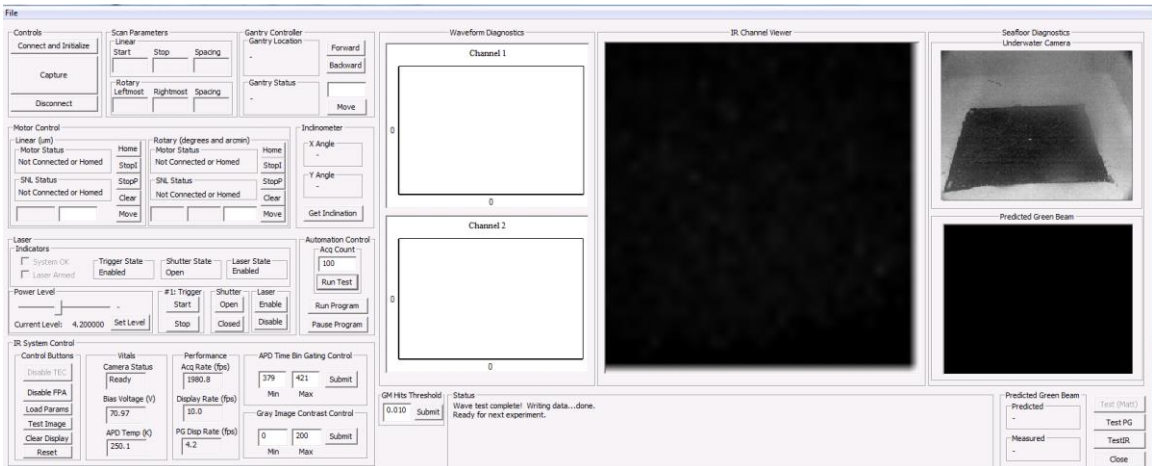 File
Controls
Connect and Initialize
Capture
Disconnect
Scan Parameters
Linear
Start Stop Spacing
Rotary
Leftmost Rightmost Spacing
Gantry Controller
Gantry Location
-
Gantry Status
-
Forward
Backward
Move
Motor Control
Linear (um)
Motor Status
Not Connected or Homed
SNL Status
Not Connected or Homed
Home
StopI
StopP
Clear
Move
Rotary (degrees and arcmin)
Motor Status
Not Connected or Homed
SNL Status
Not Connected or Homed
Home
StopI
StopP
Clear
Move
Inclinometer
X Angle
-
Y Angle
-
Get Inclination
Laser
Indicators
System OK
Laser Armed
Trigger State
Enabled
Shutter State
Open
Laser State
Enabled
Power Level
-
Current Level: 4.200000 Set Level
#1: Trigger
Start
Stop
Shutter
Open
Closed
Laser
Enable
Disable
Automation Control
Acq Count
100
Run Test
Run Program
Pause Program
IR System Control
Control Buttons
Disable TEC
Disable FPA
Load Params
Test Image
Clear Display
Reset
Vitals
Camera Status
Ready
Bias Voltage (V)
70.97
APD Temp (K)
250.1
Performance
Acq Rate (fps)
1980.8
Display Rate (fps)
10.0
PG Disp Rate (fps)
4.2
APD Time Bin Gating Control
379 421 Submit
Min Max
Gray Image Contrast Control
0 200 Submit
Min Max
Waveform Diagnostics
Channel 1
0
0
Channel 2
0
0
IR Channel Viewer
Seafloor Diagnostics
Underwater Camera
Predicted Green Beam
GM Hits Threshold
0.010 Submit
Status
Wave test complete! Writing data...done.
Ready for next experiment.
Predicted Green Beam
Predicted
-
Measured
-
Test (Matt)
Test PG
TestIR
Close